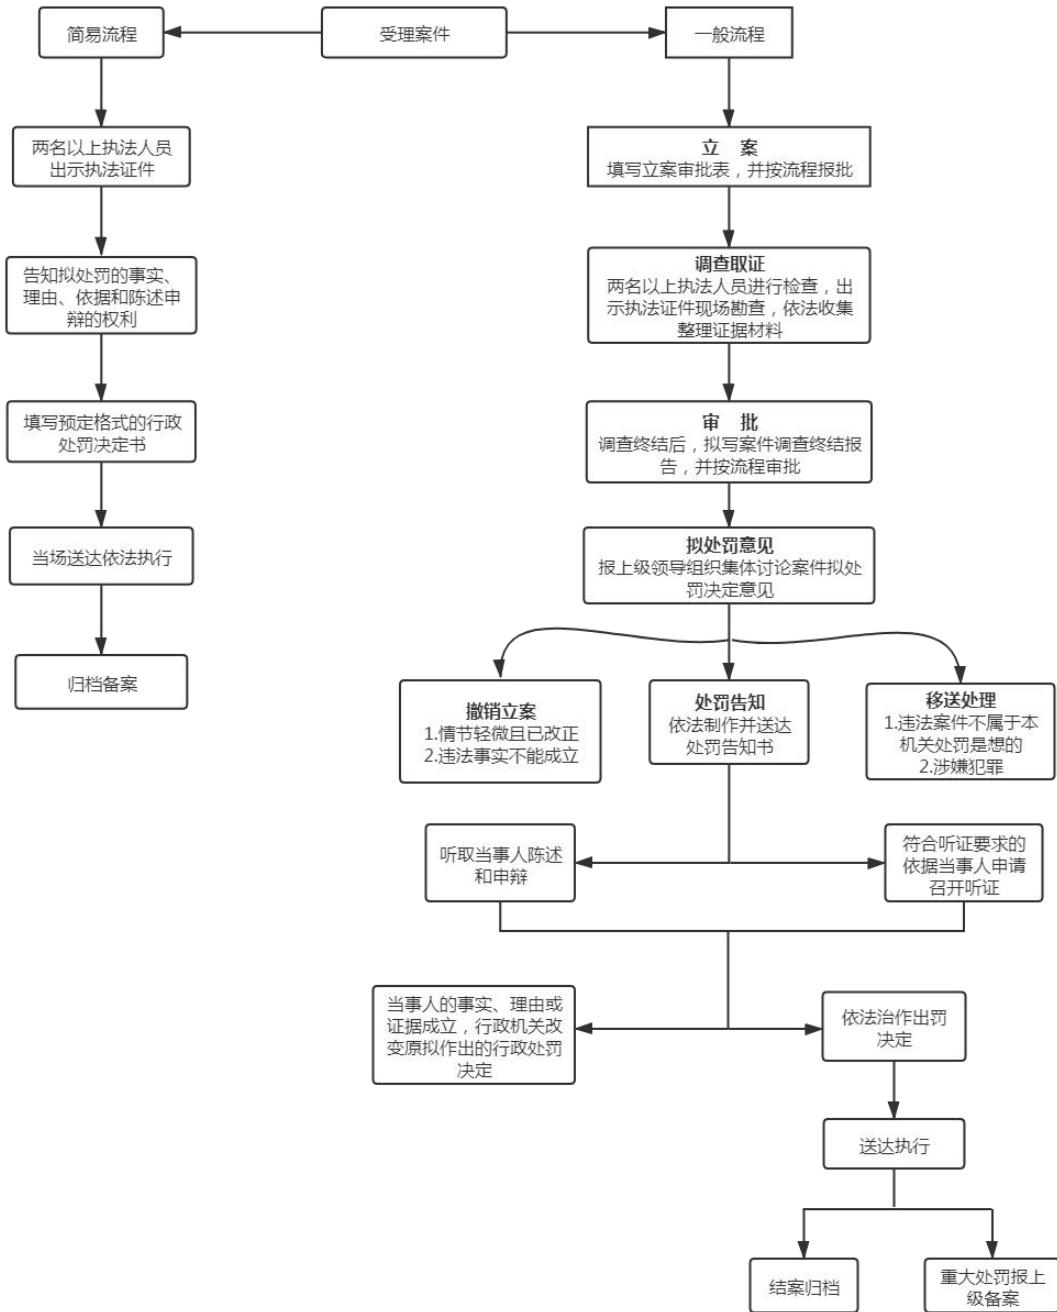 简易流程
受理案件
一般流程
两名以上执法人员
出示执法证件
告知拟处罚的事实、
理由、依据和陈述申
辩的权利
填写预定格式的行政
处罚决定书
当场送达依法执行
归档备案
立 案
填写立案审批表，并按流程报批
调查取证
两名以上执法人员进行检查，出
示执法证件现场勘查，依法收集
整理证据材料
审 批
调查终结后，拟写案件调查终结报
告，并按流程审批
拟处罚意见
报上级领导组织集体讨论案件拟处
罚决定意见
撤销立案
1.情节轻微且已改正
2.违法事实不能成立
处罚告知
依法制作并送达
处罚告知书
移送处理
1.违法案件不属于本
机关处罚是想的
2.涉嫌犯罪
听取当事人陈述
和申辩
符合听证要求的
依据当事人申请
召开听证
当事人的事实、理由或
证据成立，行政机关改
变原拟作出的行政处罚
决定
依法治作出罚
决定
送达执行
结案归档
重大处罚报上
级备案